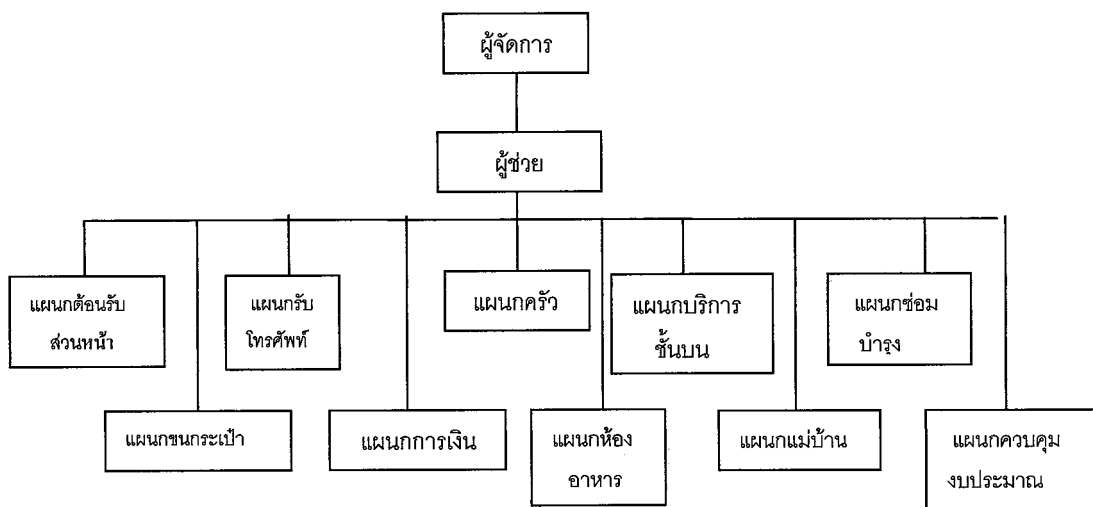 ผู้จัดการ
ผู้ช่วย
แผนกต้อนรับ
ส่วนหน้า
แผนกรับ
โทรศัพท์
แผนกครัว
แผนกบริการ
ชั้นบน
แผนกซ่อม
บำรุง
แผนกขนกระเป๋า
แผนกการเงิน
แผนกห้อง
อาหาร
แผนกแม่บ้าน
แผนกควบคุม
งบประมาณ